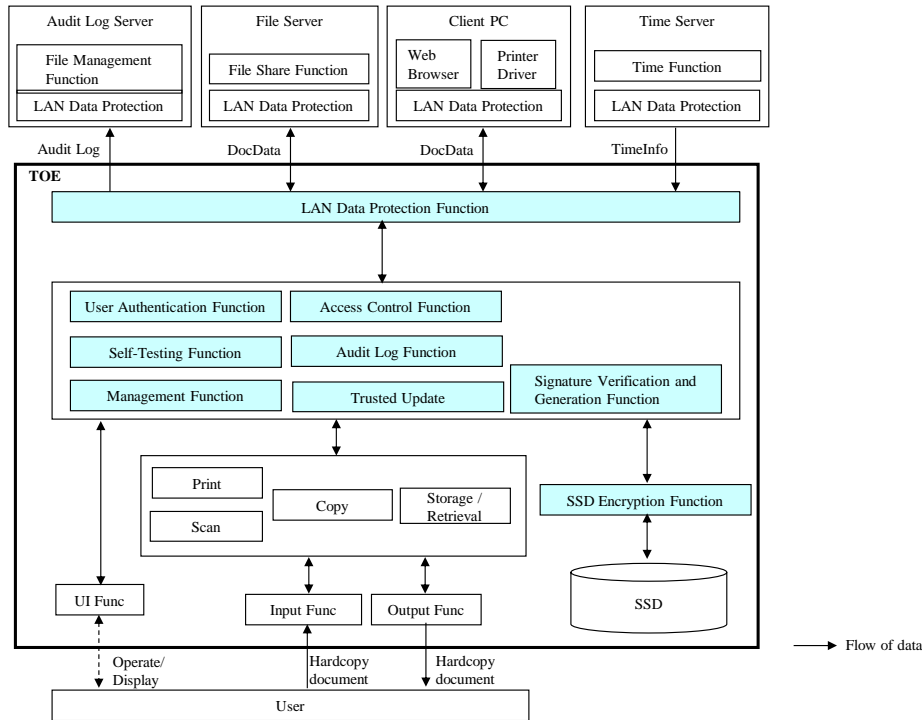 Audit Log Server
File Management
Function
LAN Data Protection
File Server
File Share Function
LAN Data Protection
Client PC
Web
Browser
Printer
Driver
LAN Data Protection
Time Server
Time Function
LAN Data Protection
Audit Log
DocData
DocData
TimeInfo
TOE
LAN Data Protection Function
User Authentication Function
Access Control Function
Self-Testing Function
Audit Log Function
Management Function
Trusted Update
Signature Verification and
Generation Function
Print
Scan
Copy
Storage /
Retrieval
SSD Encryption Function
SSD
UI Func
Input Func
Output Func
Flow of data
Operate/
Display
Hardcopy
document
Hardcopy
document
User